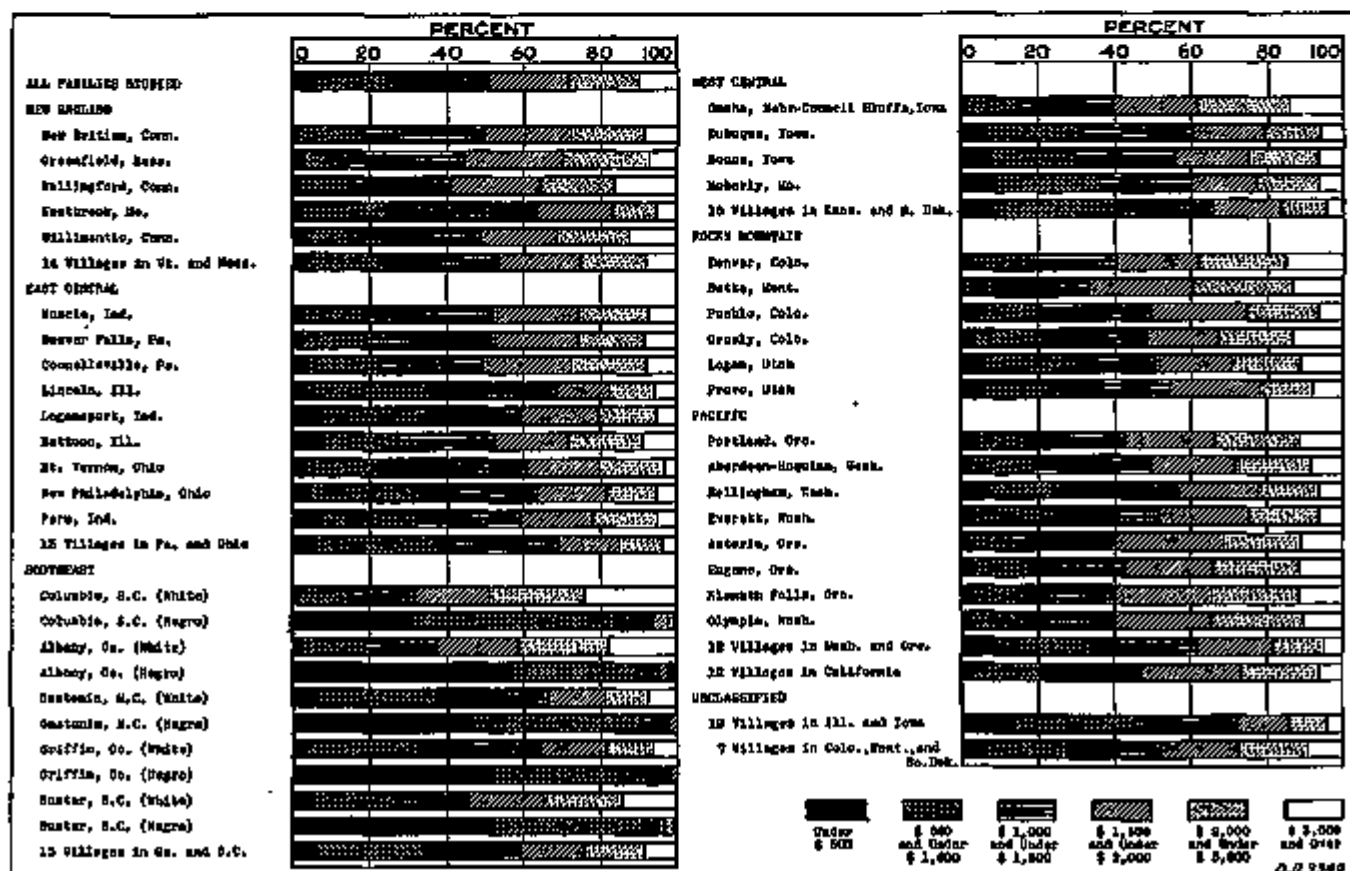 PERCENT
0 20 40 60 80 100
ALL FAMILIES STUDIED
NEW ENGLAND
New Britain, Conn.
Greenfield, Mass.
Wallingford, Conn.
Westbrook, Me.
Willimantic, Conn.
14 Villages in Vt. and Mass.
EAST CENTRAL
Muncie, Ind.
Beaver Falls, Pa.
Connellsville, Pa.
Lincoln, Ill.
Logansport, Ind.
Mattoon, Ill.
Mt. Vernon, Ohio
New Philadelphia, Ohio
Peru, Ind.
Villages in Pa. and Ohio
SOUTHEAST
Columbia, S.C. (White)
Columbia, S.C. (Negro)
Albany, Ga. (White)
Albany, Ga. (Negro)
Gastonia, N.C. (White)
Gastonia, N.C. (Negro)
Griffin, Ga. (White)
Griffin, Ga. (Negro)
Sumter, S.C. (White)
Sumter, S.C. (Negro)
Villages in Ga. and S.C.
PERCENT
0 20 40 60 80 100
WEST CENTRAL
Omaha, Nebr-Council Bluffs, Iowa
Dubuque, Iowa.
Boone, Iowa
Moberly, Mo.
Villages in Kans. and N. Dak.
ROCKY MOUNTAIN
Denver, Colo.
Butte, Mont.
Pueblo, Colo.
Greely, Colo.
Logan, Utah
Provo, Utah
PACIFIC
Portland, Ore.
Aberdeen-Hoquiam, Wash.
Bellingham, Wash.
Everett, Wash.
Astoria, Ore.
Eugene, Ore.
Klamath Falls, Ore.
Olympia, Wash.
12 Villages in Wash. and Ore.
12 Villages in California
UNCLASSIFIED
Villages in Ill. and Iowa
7 Villages in Colo., Mont., and
So. Dak.
Under $ 500 $ 1,000 $ 1,500 $ 2,000 $ 3,000
$ 500 and Under and Under and Under and Under and Over
$ 1,000 $ 1,500 $ 2,000 $ 3,000